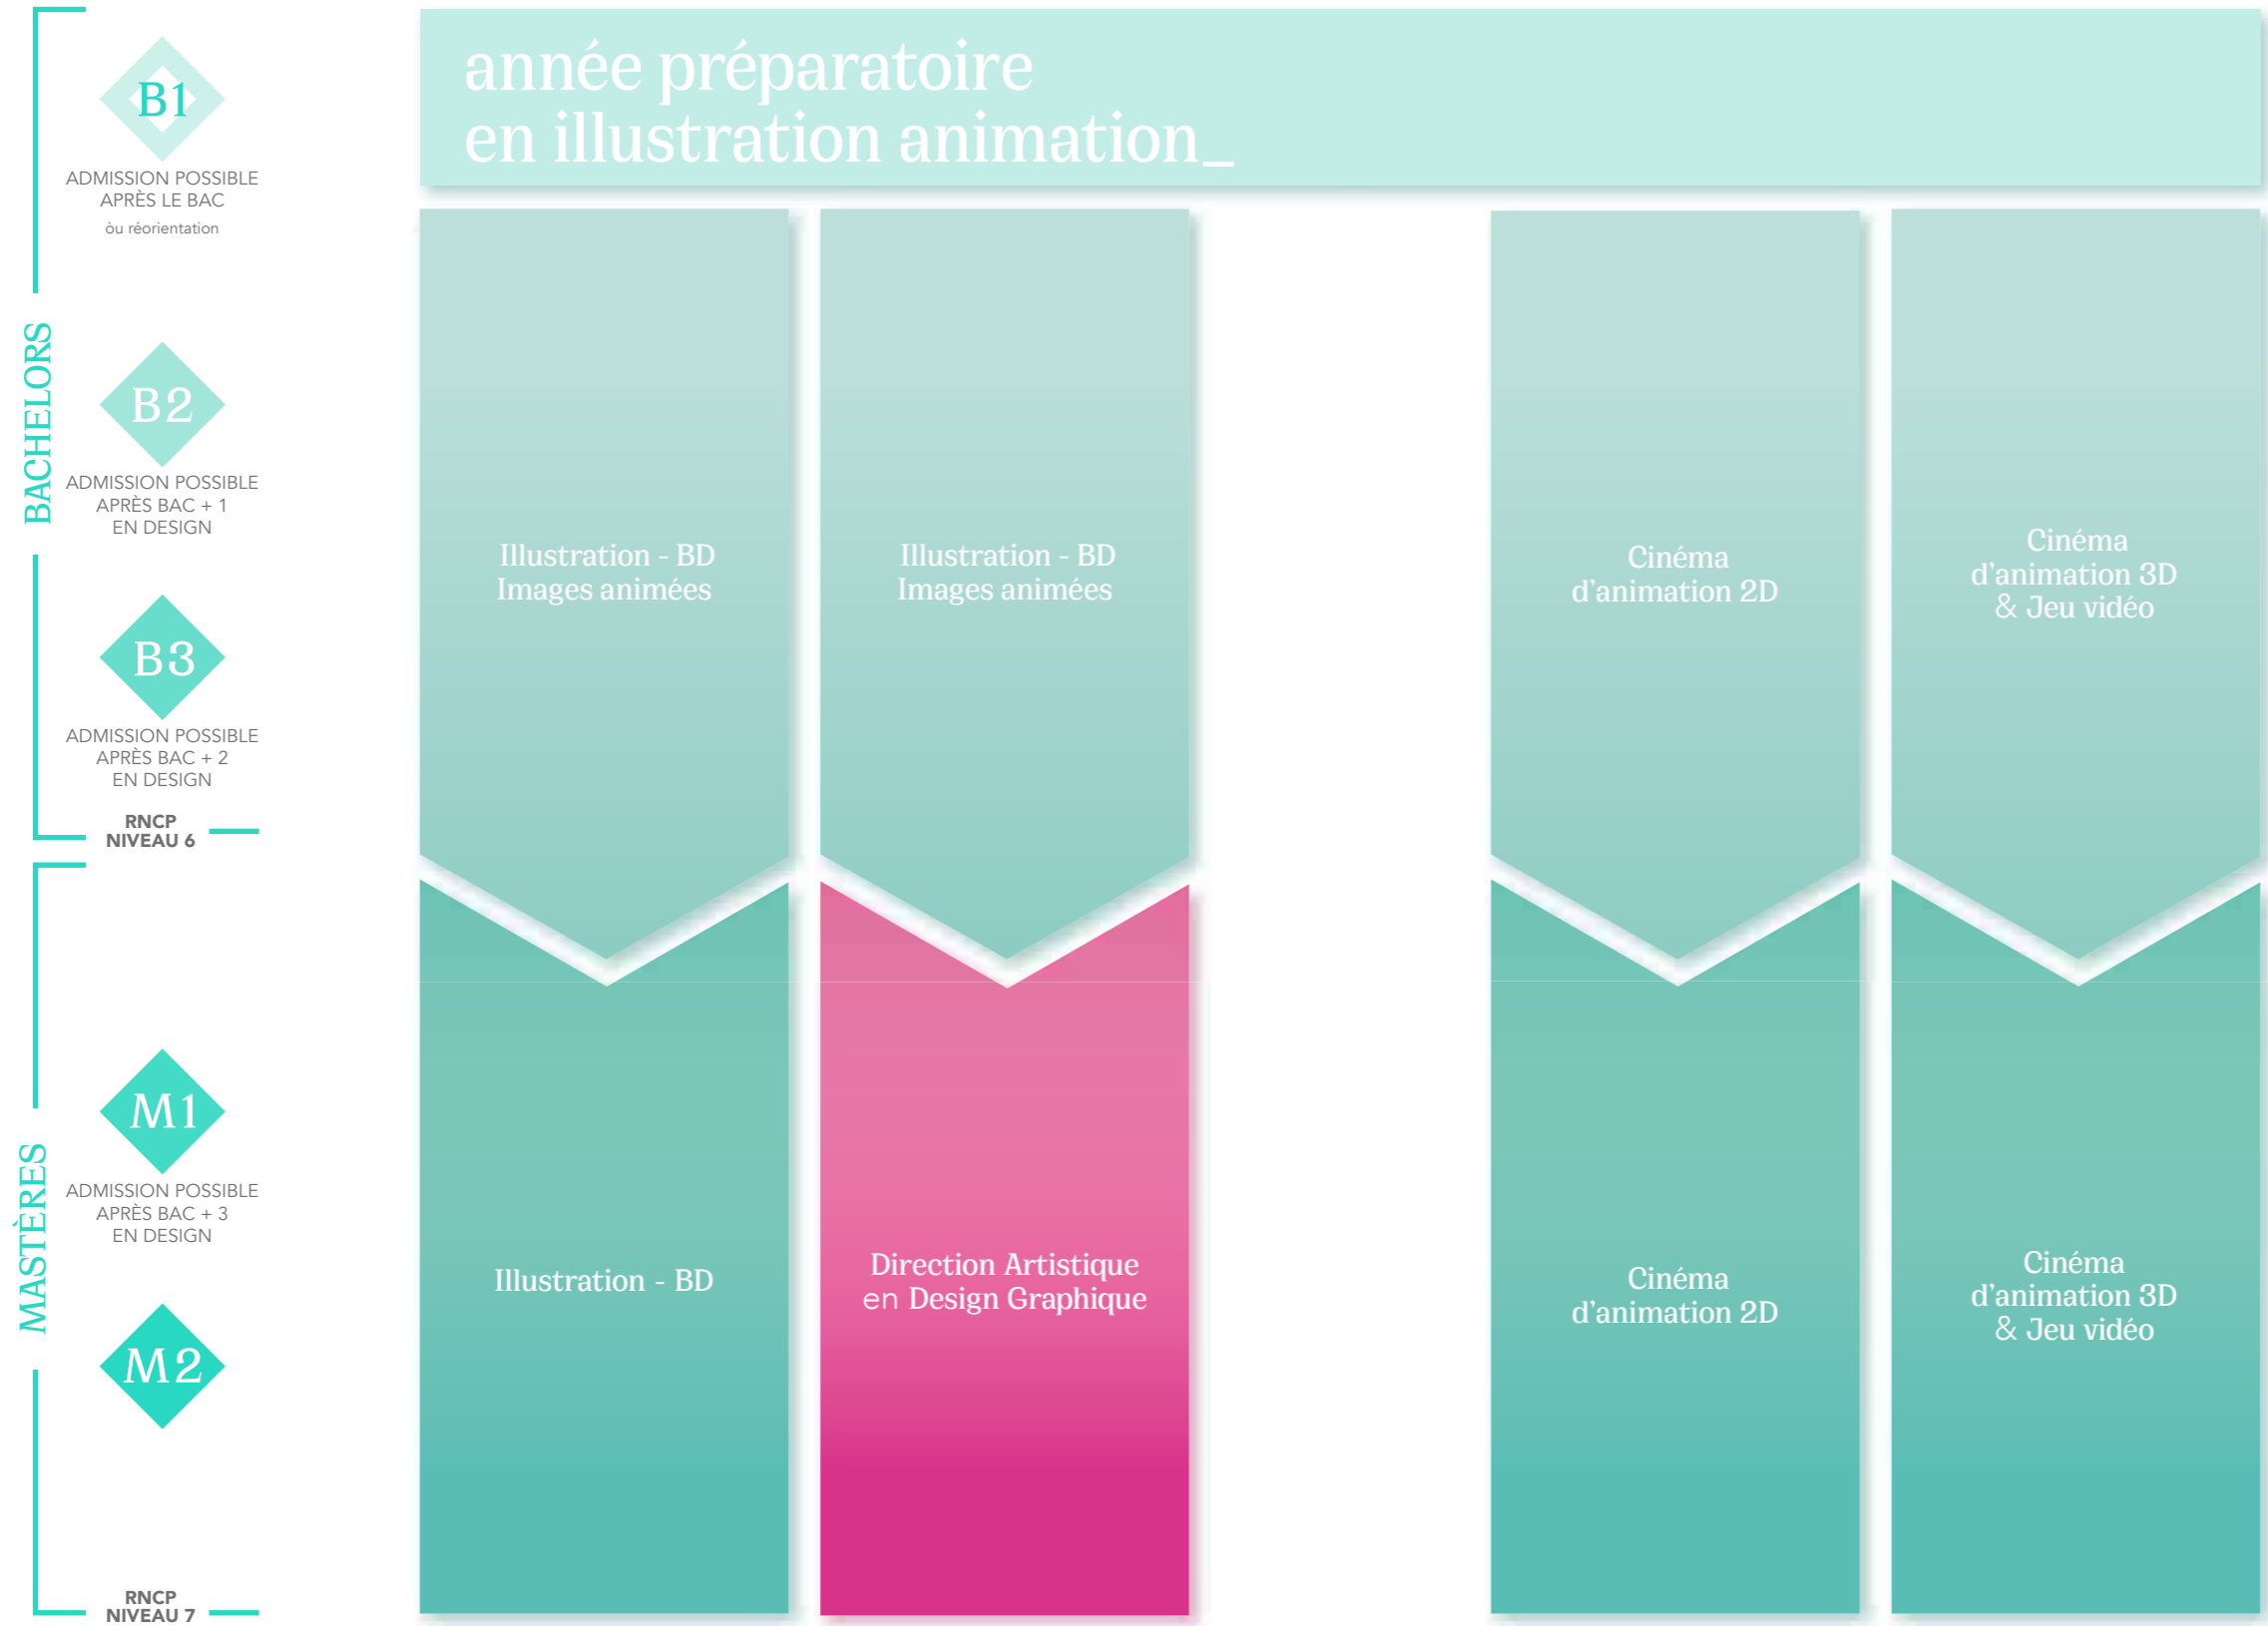 B1
ADMISSION POSSIBLE
APRÈS LE BAC
òu réorientation
BACHELORS
B2
ADMISSION POSSIBLE
APRÈS BAC + 1
EN DESIGN
B3
ADMISSION POSSIBLE
APRÈS BAC + 2
EN DESIGN
RNCP
NIVEAU 6
MASTÈRES
M1
ADMISSION POSSIBLE
APRÈS BAC + 3
EN DESIGN
M2
RNCP
NIVEAU 7
année préparatoire
en illustration animation_
Illustration - BD
Images animées
Illustration - BD
Images animées
Cinéma
d'animation 2D
Cinéma
d'animation 3D
& Jeu vidéo
Illustration - BD
Direction Artistique
en Design Graphique
Cinéma
d'animation 2D
Cinéma
d'animation 3D
& Jeu vidéo